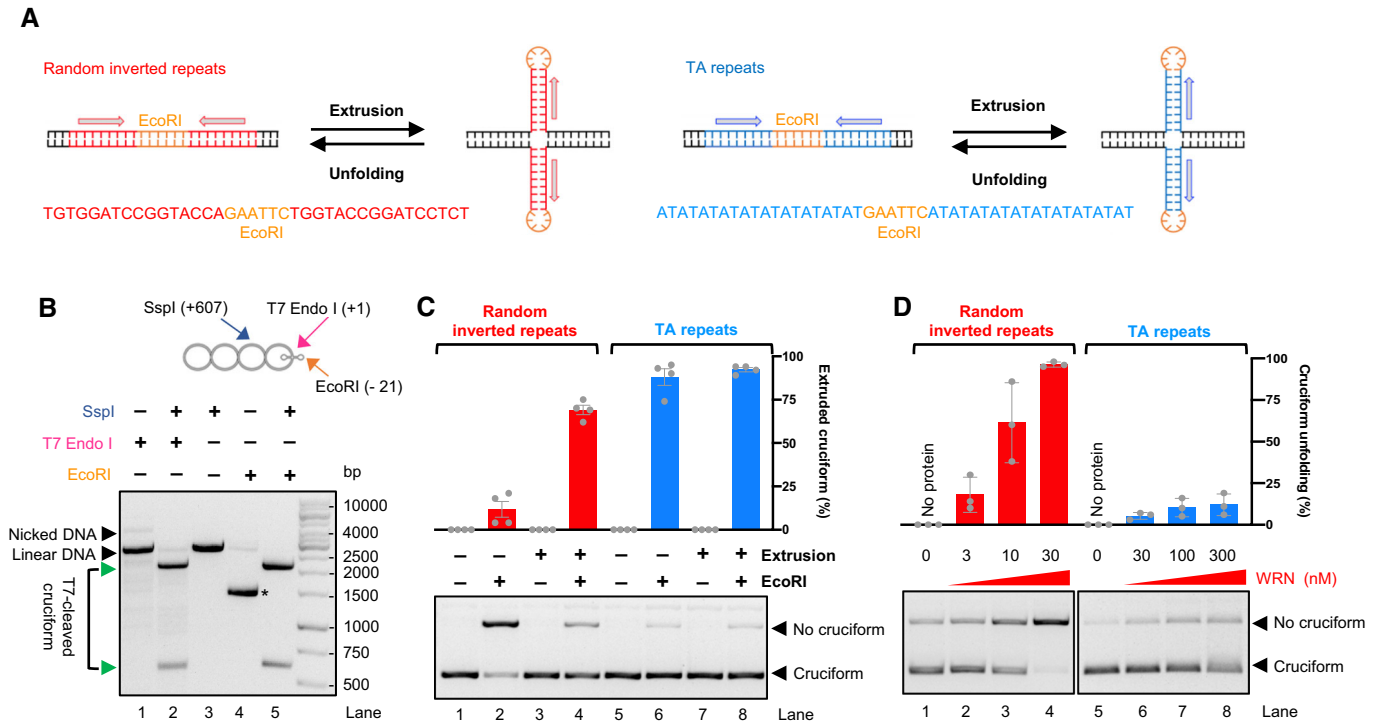 A
Random inverted repeats
EcoRI
Extrusion
Unfolding
TGTGGATCCGGTACCAGAATTCTGGTACCGGATCCTCT
EcoRI
TA repeats
EcoRI
Extrusion
Unfolding
ATATATATATATATATATGAATTCATATATATATATATATAT
EcoRI
B
SspI (+607)
T7 Endo I (+1)
EcoRI (- 21)
SspI – + + – +
T7 Endo I + + – – –
EcoRI – – – + +
bp
Nicked DNA
Linear DNA
T7-cleaved
cruciform
*
10000
4000
2500
2000
1500
1000
750
500
1 2 3 4 5 Lane
C
Random
inverted repeats
TA repeats
100
75
50
25
0
Extruded cruciform (%)
– – + + – – + + Extrusion
– + – + – + – + EcoRI
No cruciform
Cruciform
1 2 3 4 5 6 7 8 Lane
D
Random
inverted repeats
TA repeats
No protein
No protein
100
75
50
25
0
Cruciform unfolding (%)
0 3 10 30 0 30 100 300
WRN (nM)
No cruciform
Cruciform
1 2 3 4 5 6 7 8 Lane